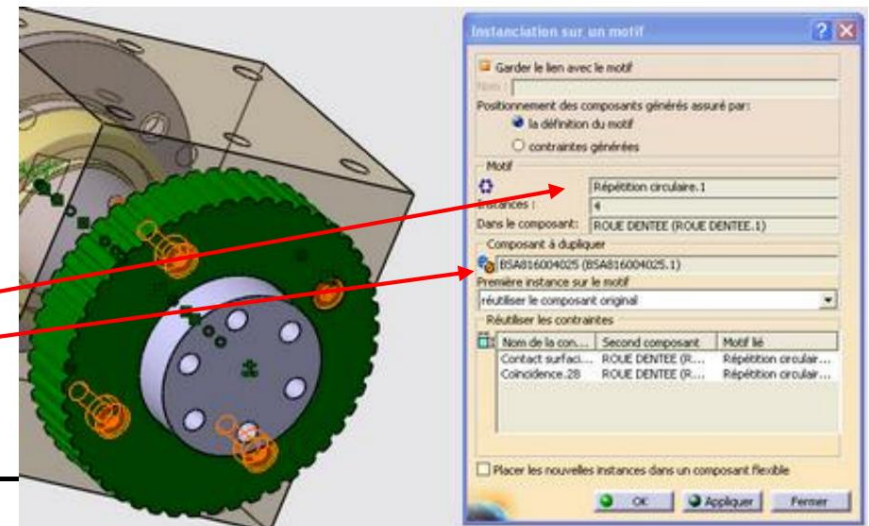 Instanciation sur un motif
Garder le lien avec le motif
Nom :
Positionnement des composants générés assuré par:
la définition du motif
contraintes générées
Motif
Répétition circulaire.1
Instances : 4
Dans le composant: ROUE DENTEE (ROUE DENTEE.1)
Composant à dupliquer
BSA816004025 (BSA816004025.1)
Première instance sur le motif
réutiliser le composant original
Réutiliser les contraintes
Nom de la con... Second composant Motif lié
Contact surfaci... ROUE DENTEE (R... Répétition circulair...
Coïncidence.28 ROUE DENTEE (R... Répétition circulair...
Placer les nouvelles instances dans un composant flexible
OK Appliquer Fermer